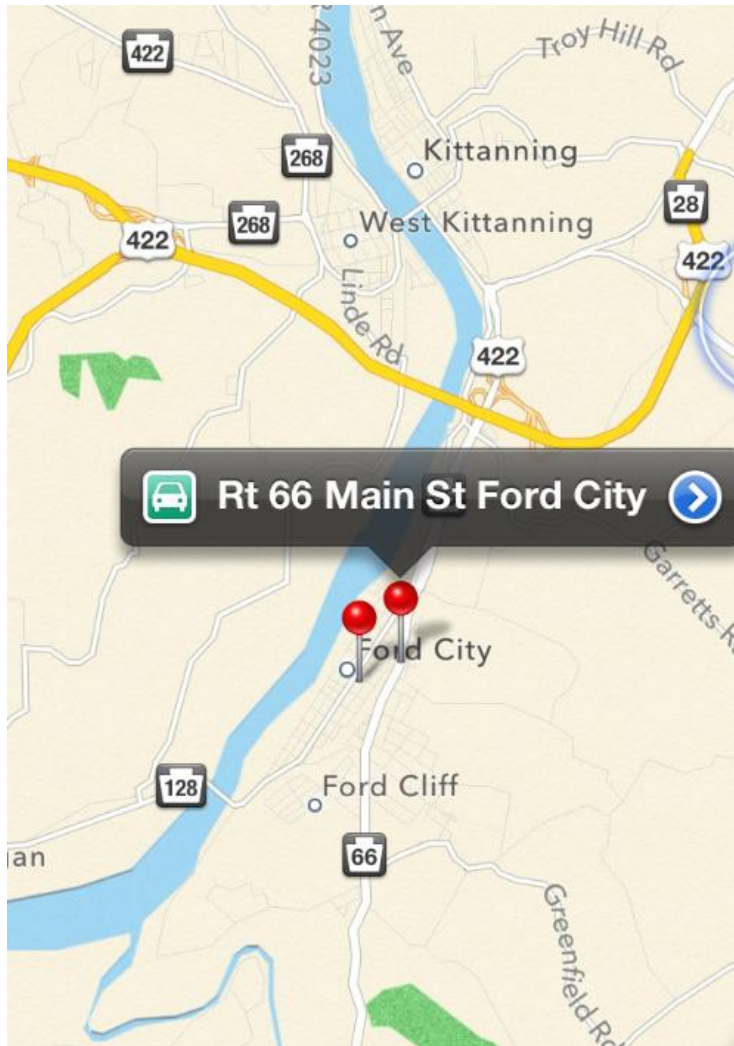 422
R 4023
n Ave
Troy Hill Rd
268
Kittanning
28
268
West Kittanning
422
422
Linde Rd
422
Rt 66 Main St Ford City
Garretts R
Ford City
128
Ford Cliff
an
66
Greenfield Rd